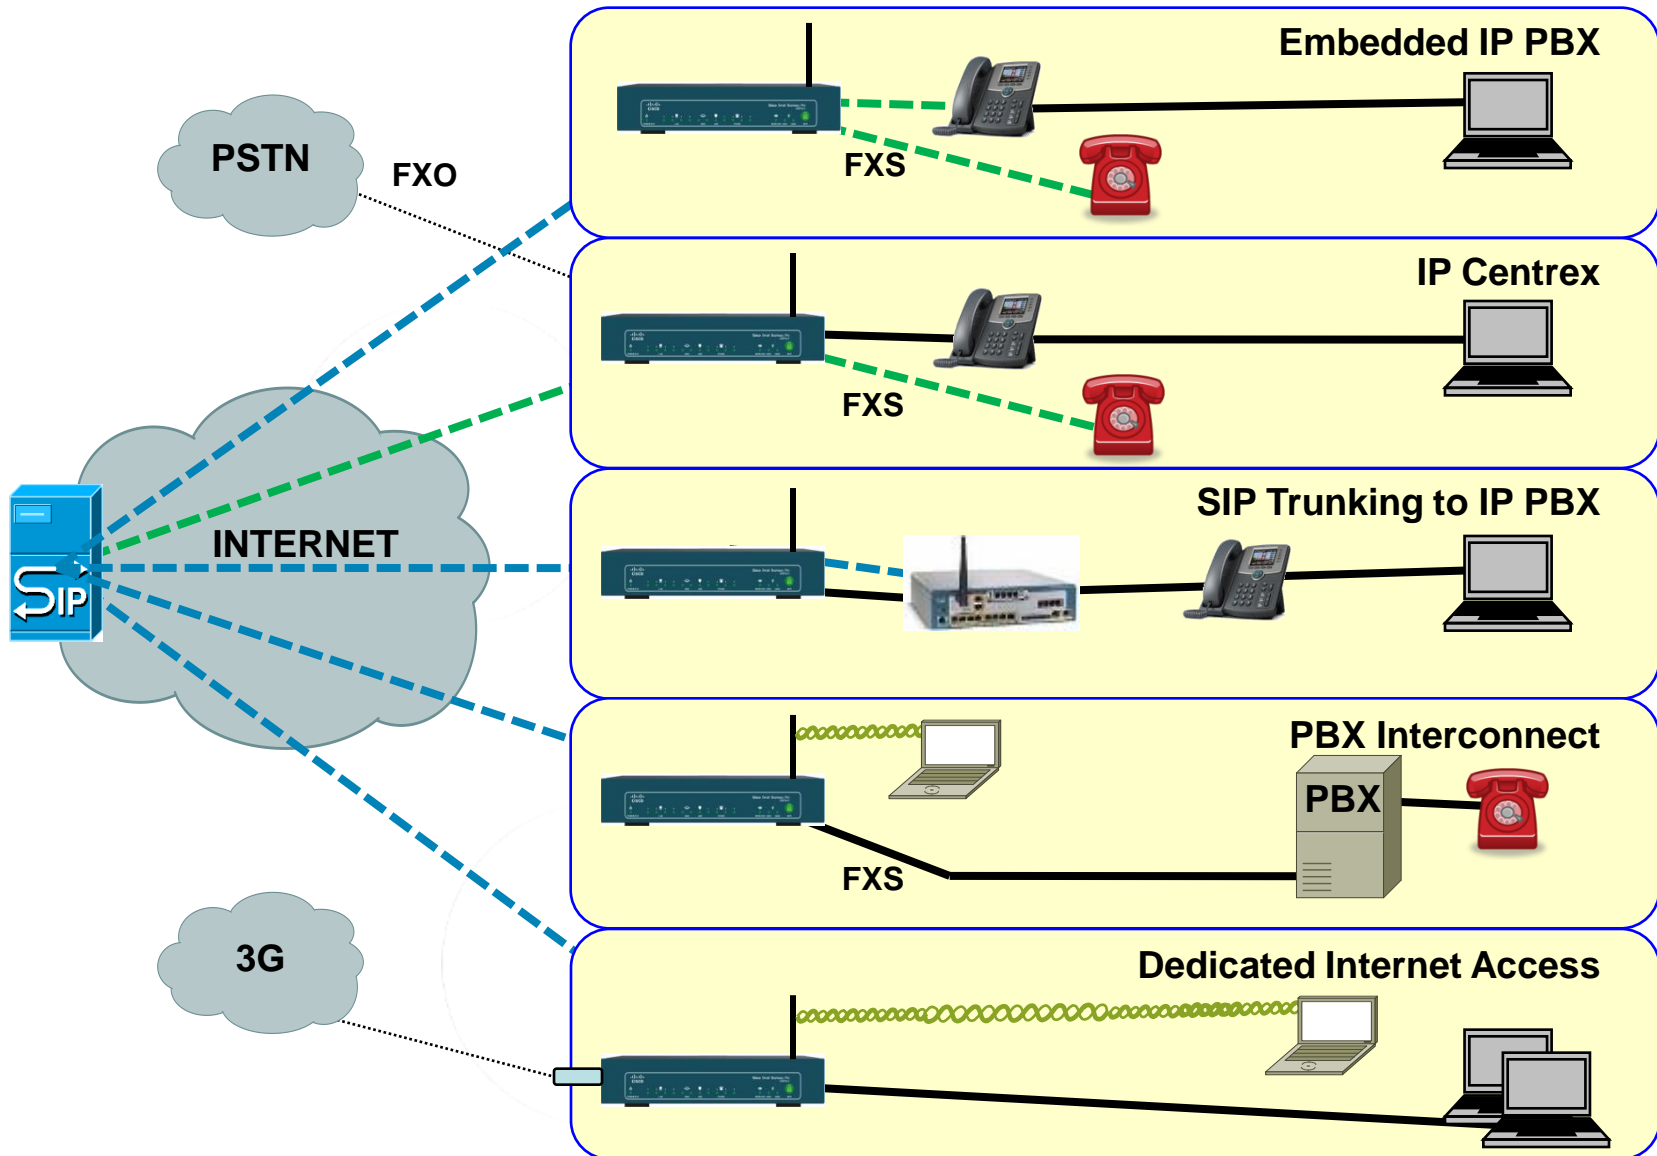 Embedded IP PBX
PSTN
FXO
FXS
IP Centrex
FXS
SIP Trunking to IP PBX
INTERNET
SIP
PBX Interconnect
PBX
FXS
3G
Dedicated Internet Access